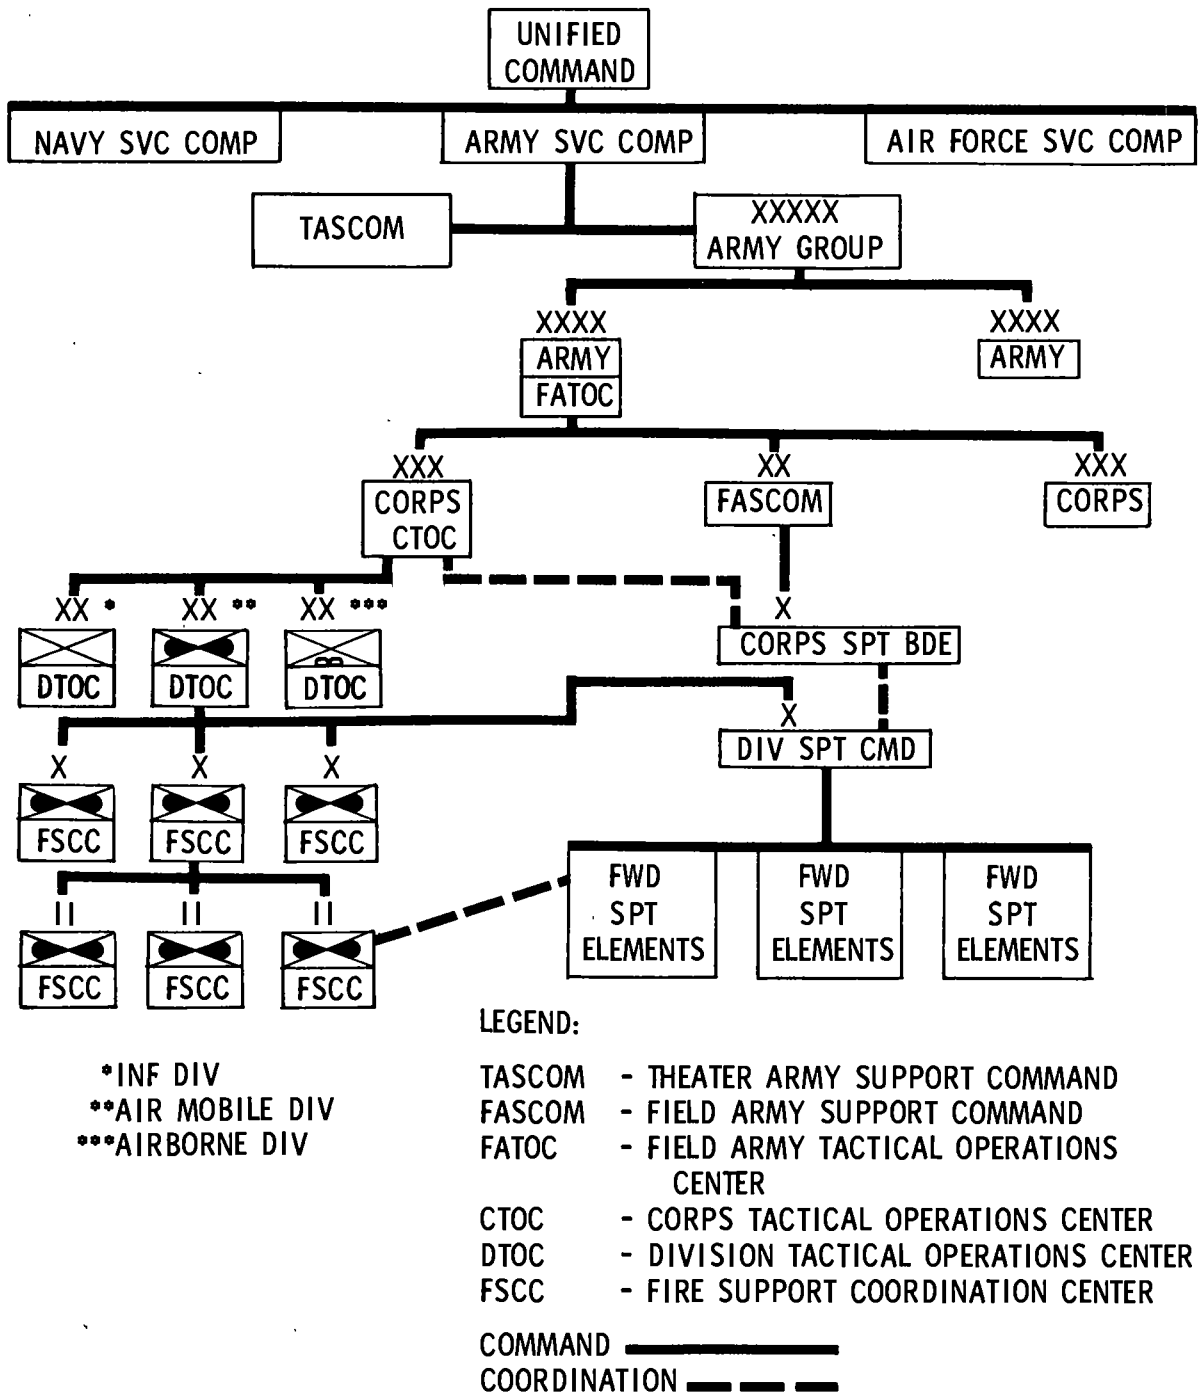 UNIFIED
COMMAND
NAVY SVC COMP
ARMY SVC COMP
AIR FORCE SVC COMP
TASCOM
XXXXX
ARMY GROUP
XXXX
ARMY
FATOC
XXXX
ARMY
XXX
CORPS
CTOC
XX
FASCOM
XXX
CORPS
XX *
DTOC
XX **
DTOC
XX ***
DTOC
X
CORPS SPT BDE
X
DIV SPT CMD
X
FSCC
X
FSCC
X
FSCC
II
FSCC
II
FSCC
II
FSCC
FWD
SPT
ELEMENTS
FWD
SPT
ELEMENTS
FWD
SPT
ELEMENTS
*INF DIV
**AIR MOBILE DIV
***AIRBORNE DIV
LEGEND:
TASCOM - THEATER ARMY SUPPORT COMMAND
FASCOM - FIELD ARMY SUPPORT COMMAND
FATOC - FIELD ARMY TACTICAL OPERATIONS
CENTER
CTOC - CORPS TACTICAL OPERATIONS CENTER
DTOC - DIVISION TACTICAL OPERATIONS CENTER
FSCC - FIRE SUPPORT COORDINATION CENTER
COMMAND
COORDINATION